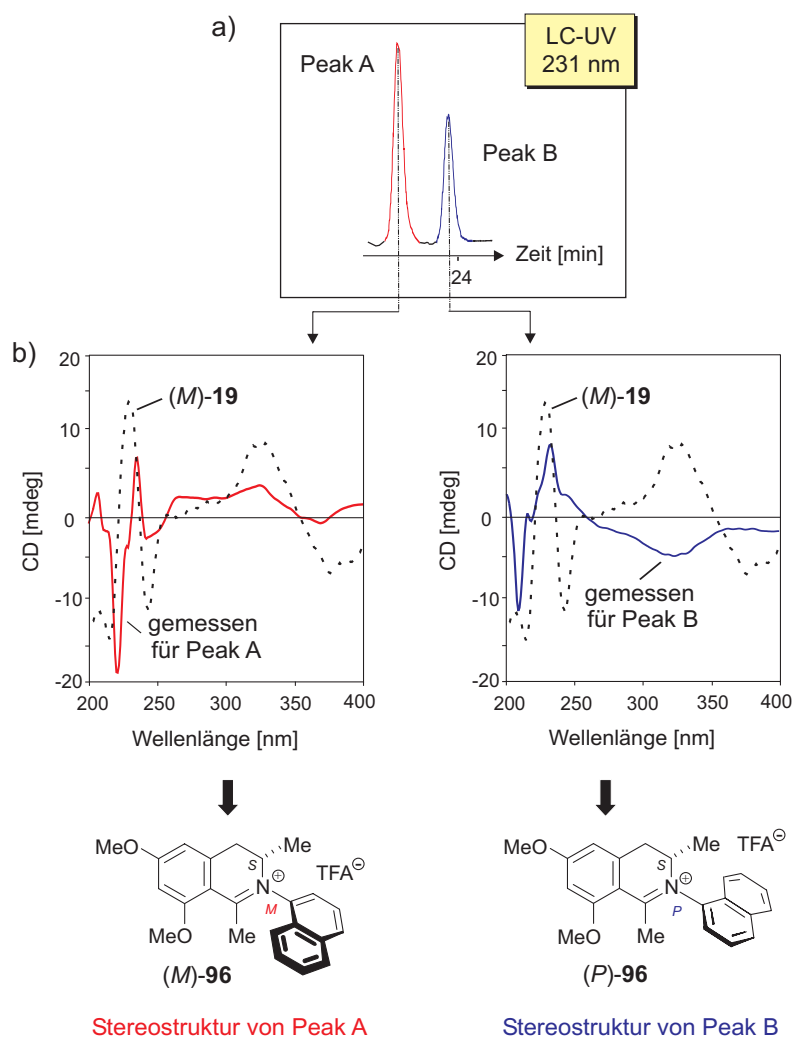 a)
LC-UV
231 nm
Peak A
Peak B
Zeit [min]
24
b)
20
10
0
-10
-20
CD [mdeg]
(M)-19
gemessen
für Peak A
200
250
300
350
400
Wellenlänge [nm]
20
10
0
-10
-20
CD [mdeg]
(M)-19
gemessen
für Peak B
200
250
300
350
400
Wellenlänge [nm]
MeO
S
Me
TFA⊖
N⊕
M
MeO
Me
(M)-96
Stereostruktur von Peak A
MeO
S
Me
TFA⊖
N⊕
P
MeO
Me
(P)-96
Stereostruktur von Peak B